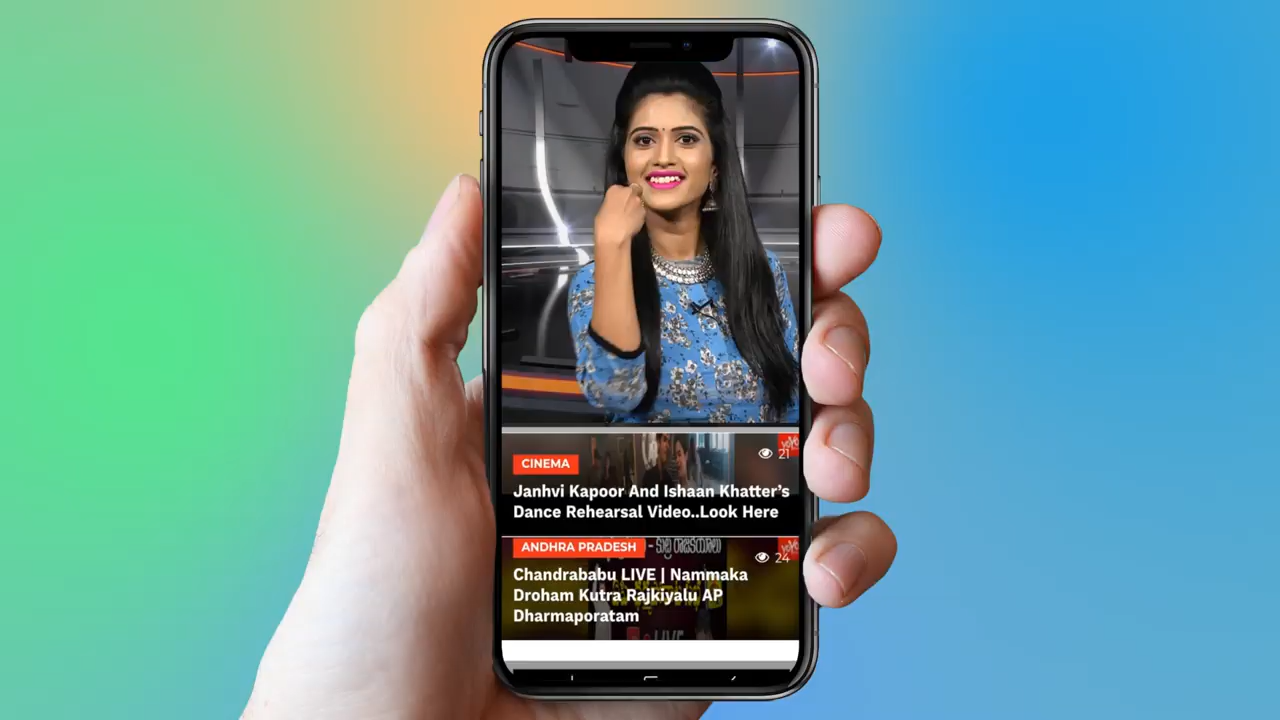 CINEMA
21
Janhvi Kapoor And Ishaan Khatter's
Dance Rehearsal Video..Look Here
ANDHRA PRADESH
24
Chandrababu LIVE | Nammaka
Droham Kutra Rajkiyalu AP
Dharmaporatam
LIVE